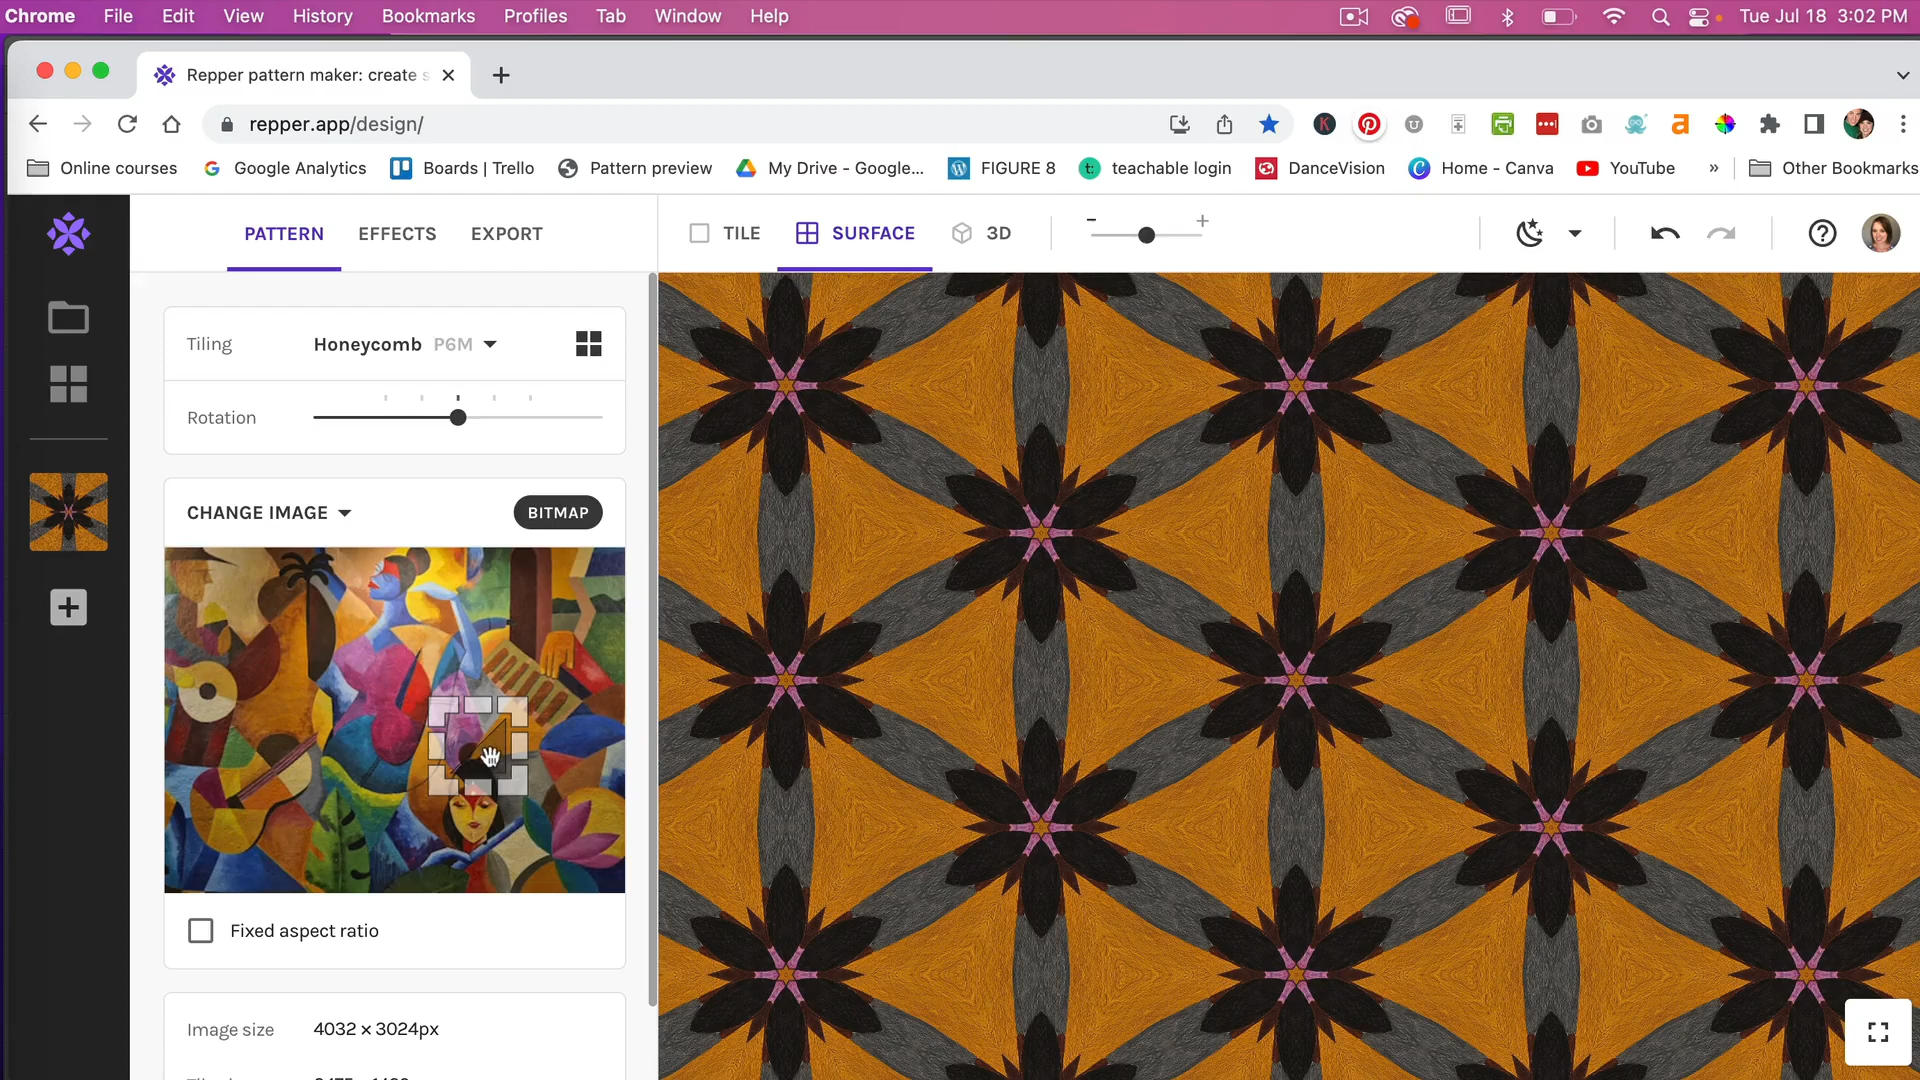 Chrome File Edit View History Bookmarks Profiles Tab Window Help Tue Jul 18 3:02 PM
Repper pattern maker: create s
repper.app/design/
Online courses Google Analytics Boards | Trello Pattern preview My Drive - Google... FIGURE 8 teachable login DanceVision Home - Canva YouTube » Other Bookmarks
PATTERN EFFECTS EXPORT TILE SURFACE 3D
Tiling Honeycomb P6M
Rotation
CHANGE IMAGE BITMAP
Fixed aspect ratio
Image size 4032 × 3024px